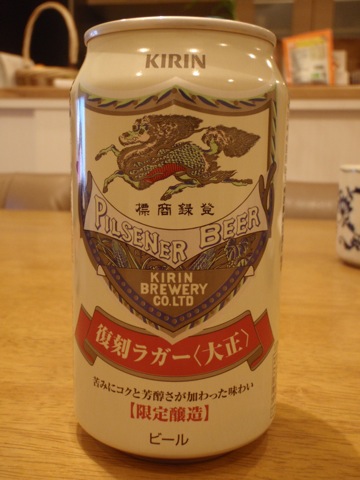 KIRIN
標商録登
PILSENER BEER
KIRIN
BREWERY
CO.LTD
復刻ラガー〈大正〉
苦みにコクと芳醇さが加わった味わい
【限定醸造】
ビール